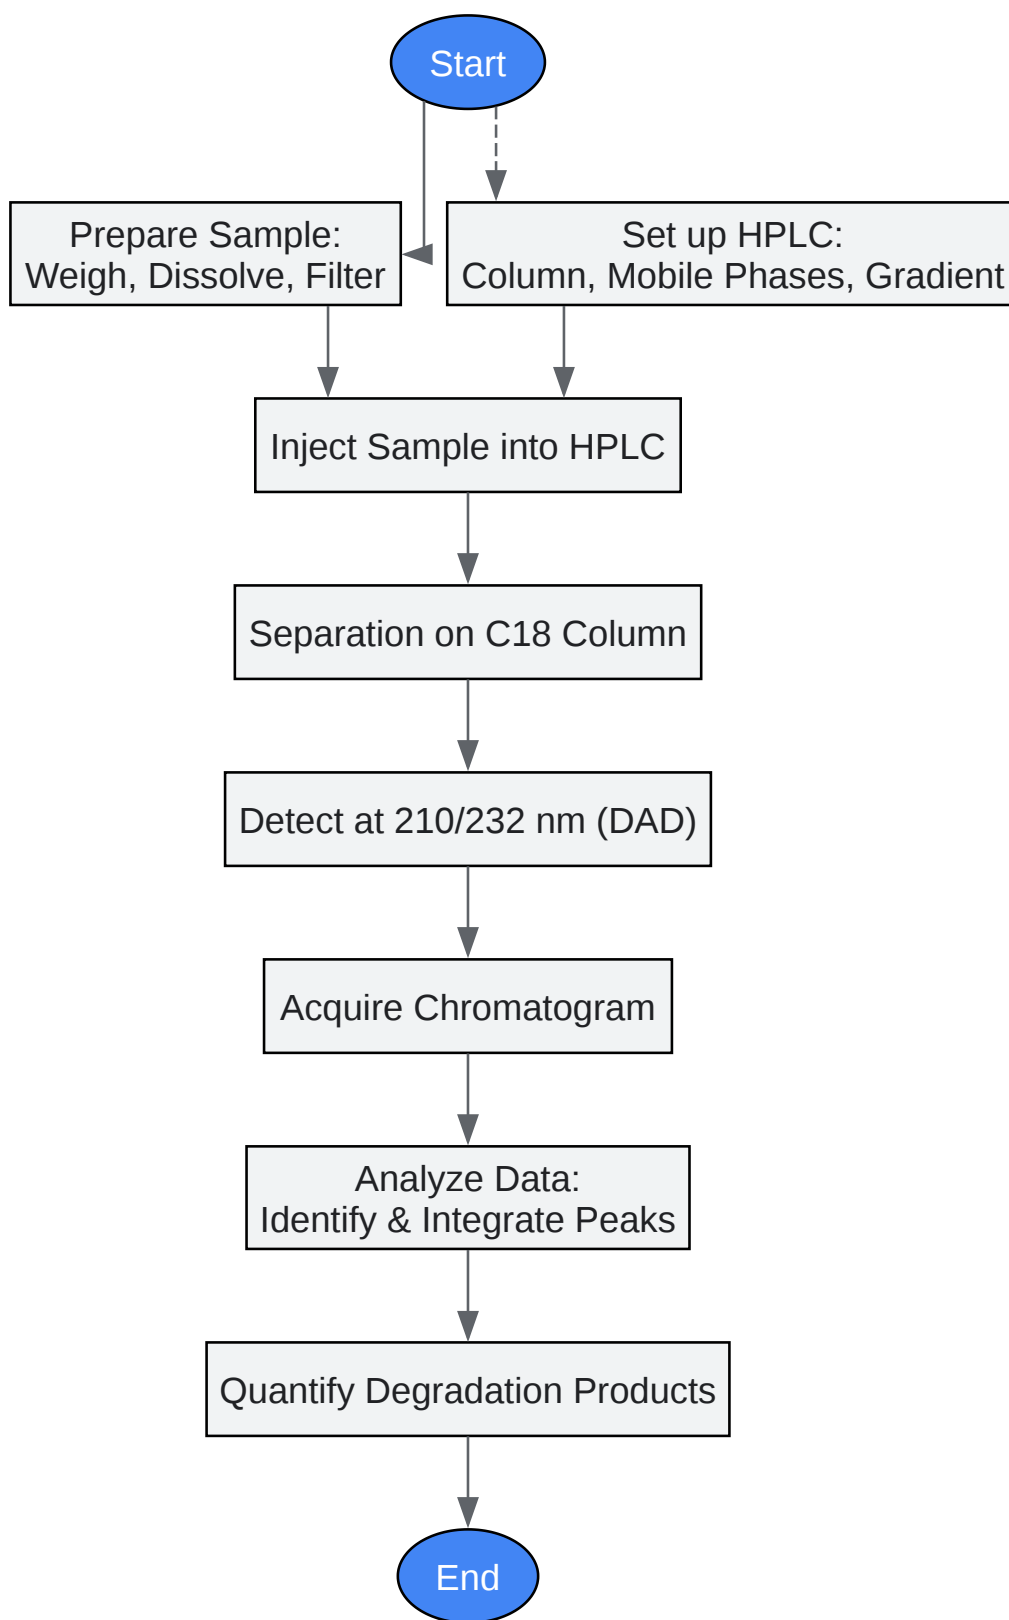 Start
Prepare Sample:
Weigh, Dissolve, Filter
Set up HPLC:
Column, Mobile Phases, Gradient
Inject Sample into HPLC
Separation on C18 Column
Detect at 210/232 nm (DAD)
Acquire Chromatogram
Analyze Data:
Identify & Integrate Peaks
Quantify Degradation Products
End